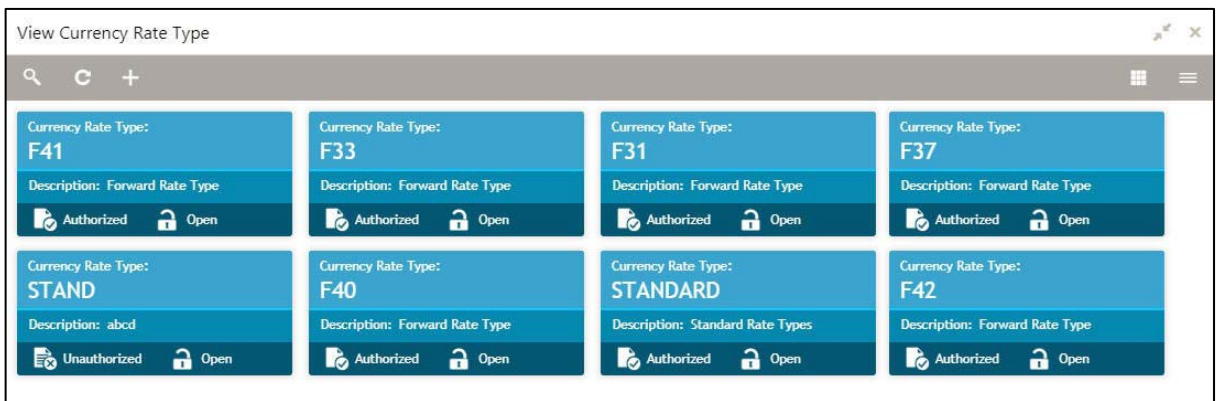 View Currency Rate Type
Currency Rate Type:
F41
Description: Forward Rate Type
Authorized Open
Currency Rate Type:
F33
Description: Forward Rate Type
Authorized Open
Currency Rate Type:
F31
Description: Forward Rate Type
Authorized Open
Currency Rate Type:
F37
Description: Forward Rate Type
Authorized Open
Currency Rate Type:
STAND
Description: abcd
Unauthorized Open
Currency Rate Type:
F40
Description: Forward Rate Type
Authorized Open
Currency Rate Type:
STANDARD
Description: Standard Rate Types
Authorized Open
Currency Rate Type:
F42
Description: Forward Rate Type
Authorized Open